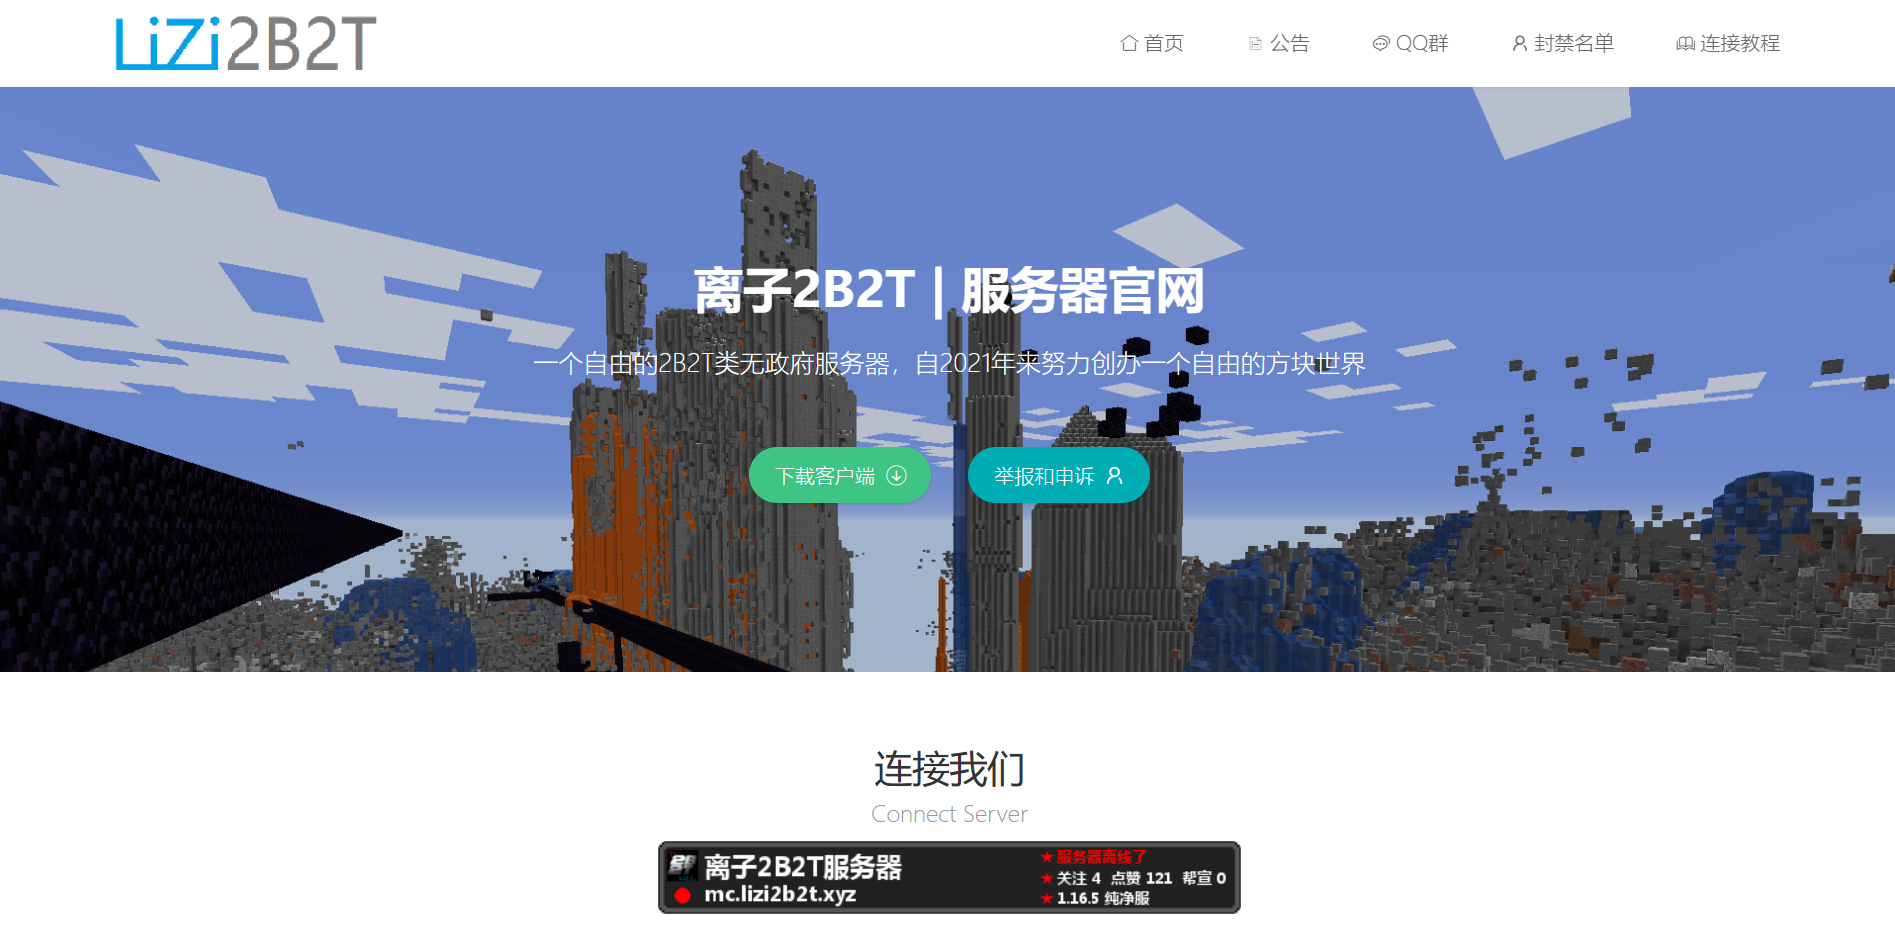 LiZi2B2T
首页 公告 QQ群 封禁名单 连接教程
离子2B2T | 服务器官网
一个自由的2B2T类无政府服务器，自2021年来努力创办一个自由的方块世界
下载客户端 举报和申诉
连接我们
Connect Server
离子2B2T服务器
mc.lizi2b2t.xyz
★ 服务器离线了
★ 关注 4 点赞 121 帮宣 0
★ 1.16.5 纯净服